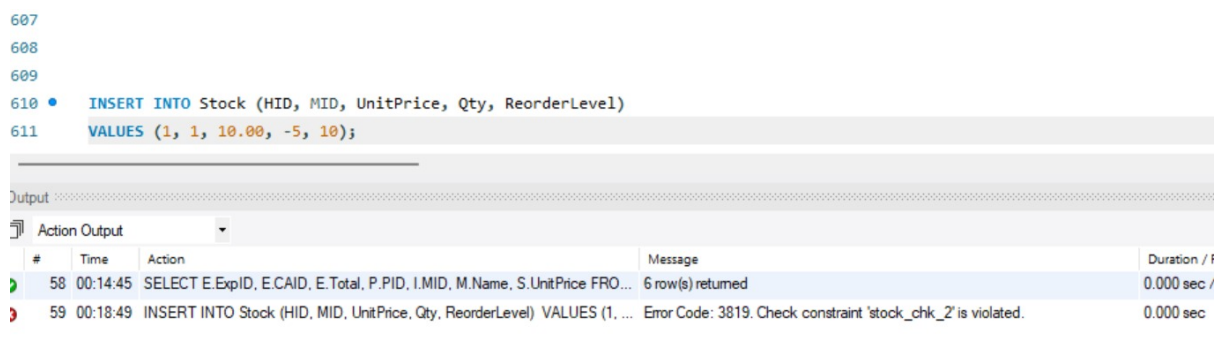 607
608
609
610 INSERT INTO Stock (HID, MID, UnitPrice, Qty, ReorderLevel)
611 VALUES (1, 1, 10.00, -5, 10);
Output
Action Output
# Time Action Message Duration /
58 00:14:45 SELECT E.ExpID, E.CAID, E.Total, P.PID, I.MID, M.Name, S.UnitPrice FRO... 6 row(s) returned 0.000 sec /
59 00:18:49 INSERT INTO Stock (HID, MID, UnitPrice, Qty, ReorderLevel) VALUES (1, ... Error Code: 3819. Check constraint 'stock_chk_2' is violated. 0.000 sec